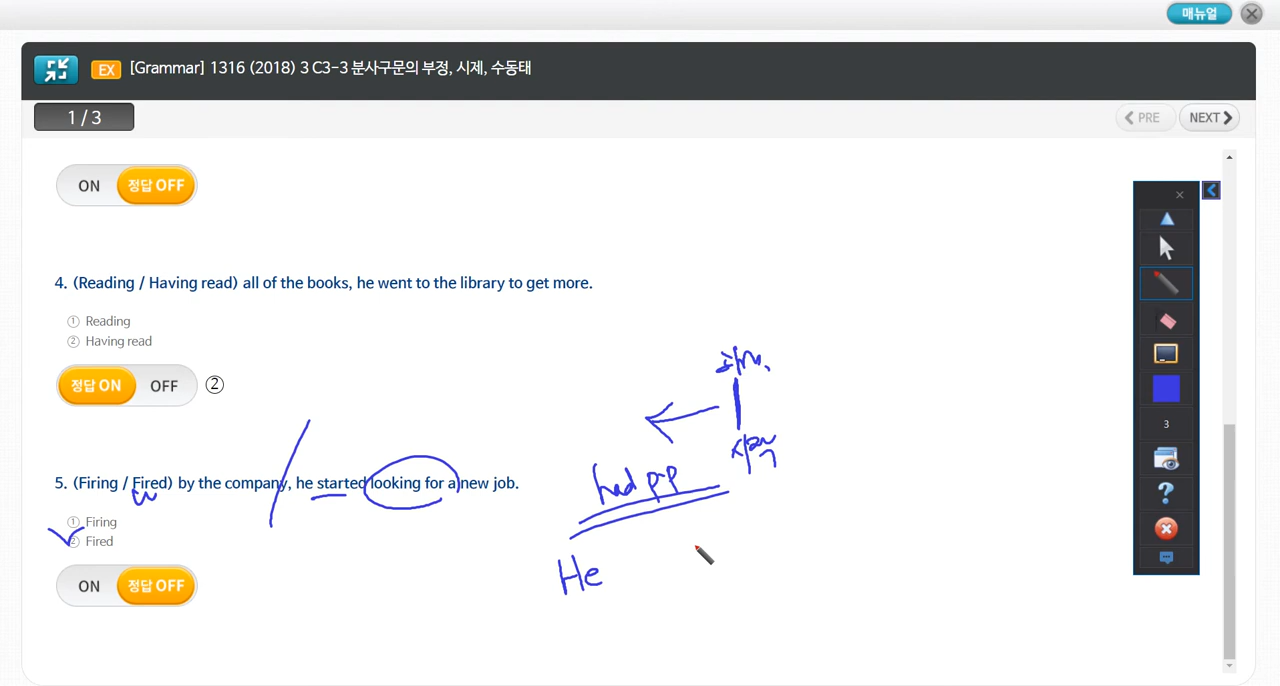 매뉴얼
EX [Grammar] 1316 (2018) 3 C3-3 분사구문의 부정, 시제, 수동태
1 / 3
PRE NEXT
ON 정답 OFF
4. (Reading / Having read) all of the books, he went to the library to get more.
① Reading
② Having read
정답 ON OFF ②
5. (Firing / Fired) by the company, he started looking for a new job.
① Firing
② Fired
ON 정답 OFF
had p.p
He
3